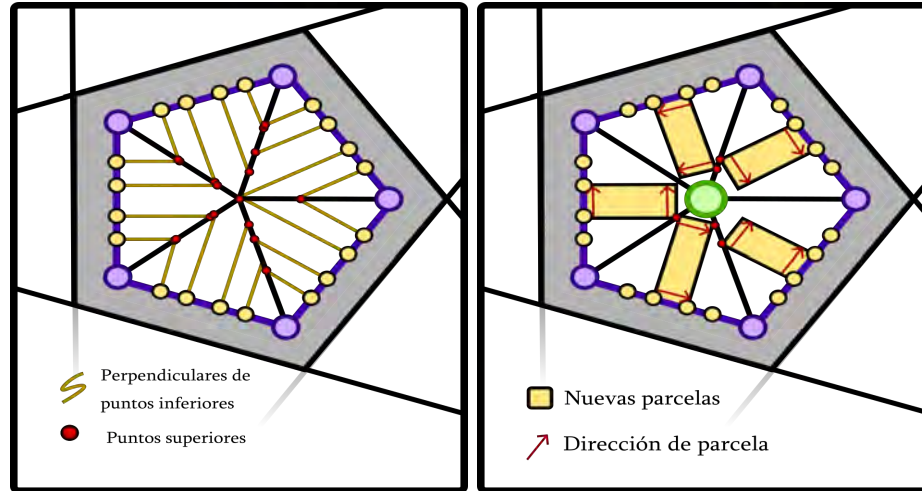 Perpendiculares de
puntos inferiores
Puntos superiores
Nuevas parcelas
Dirección de parcela